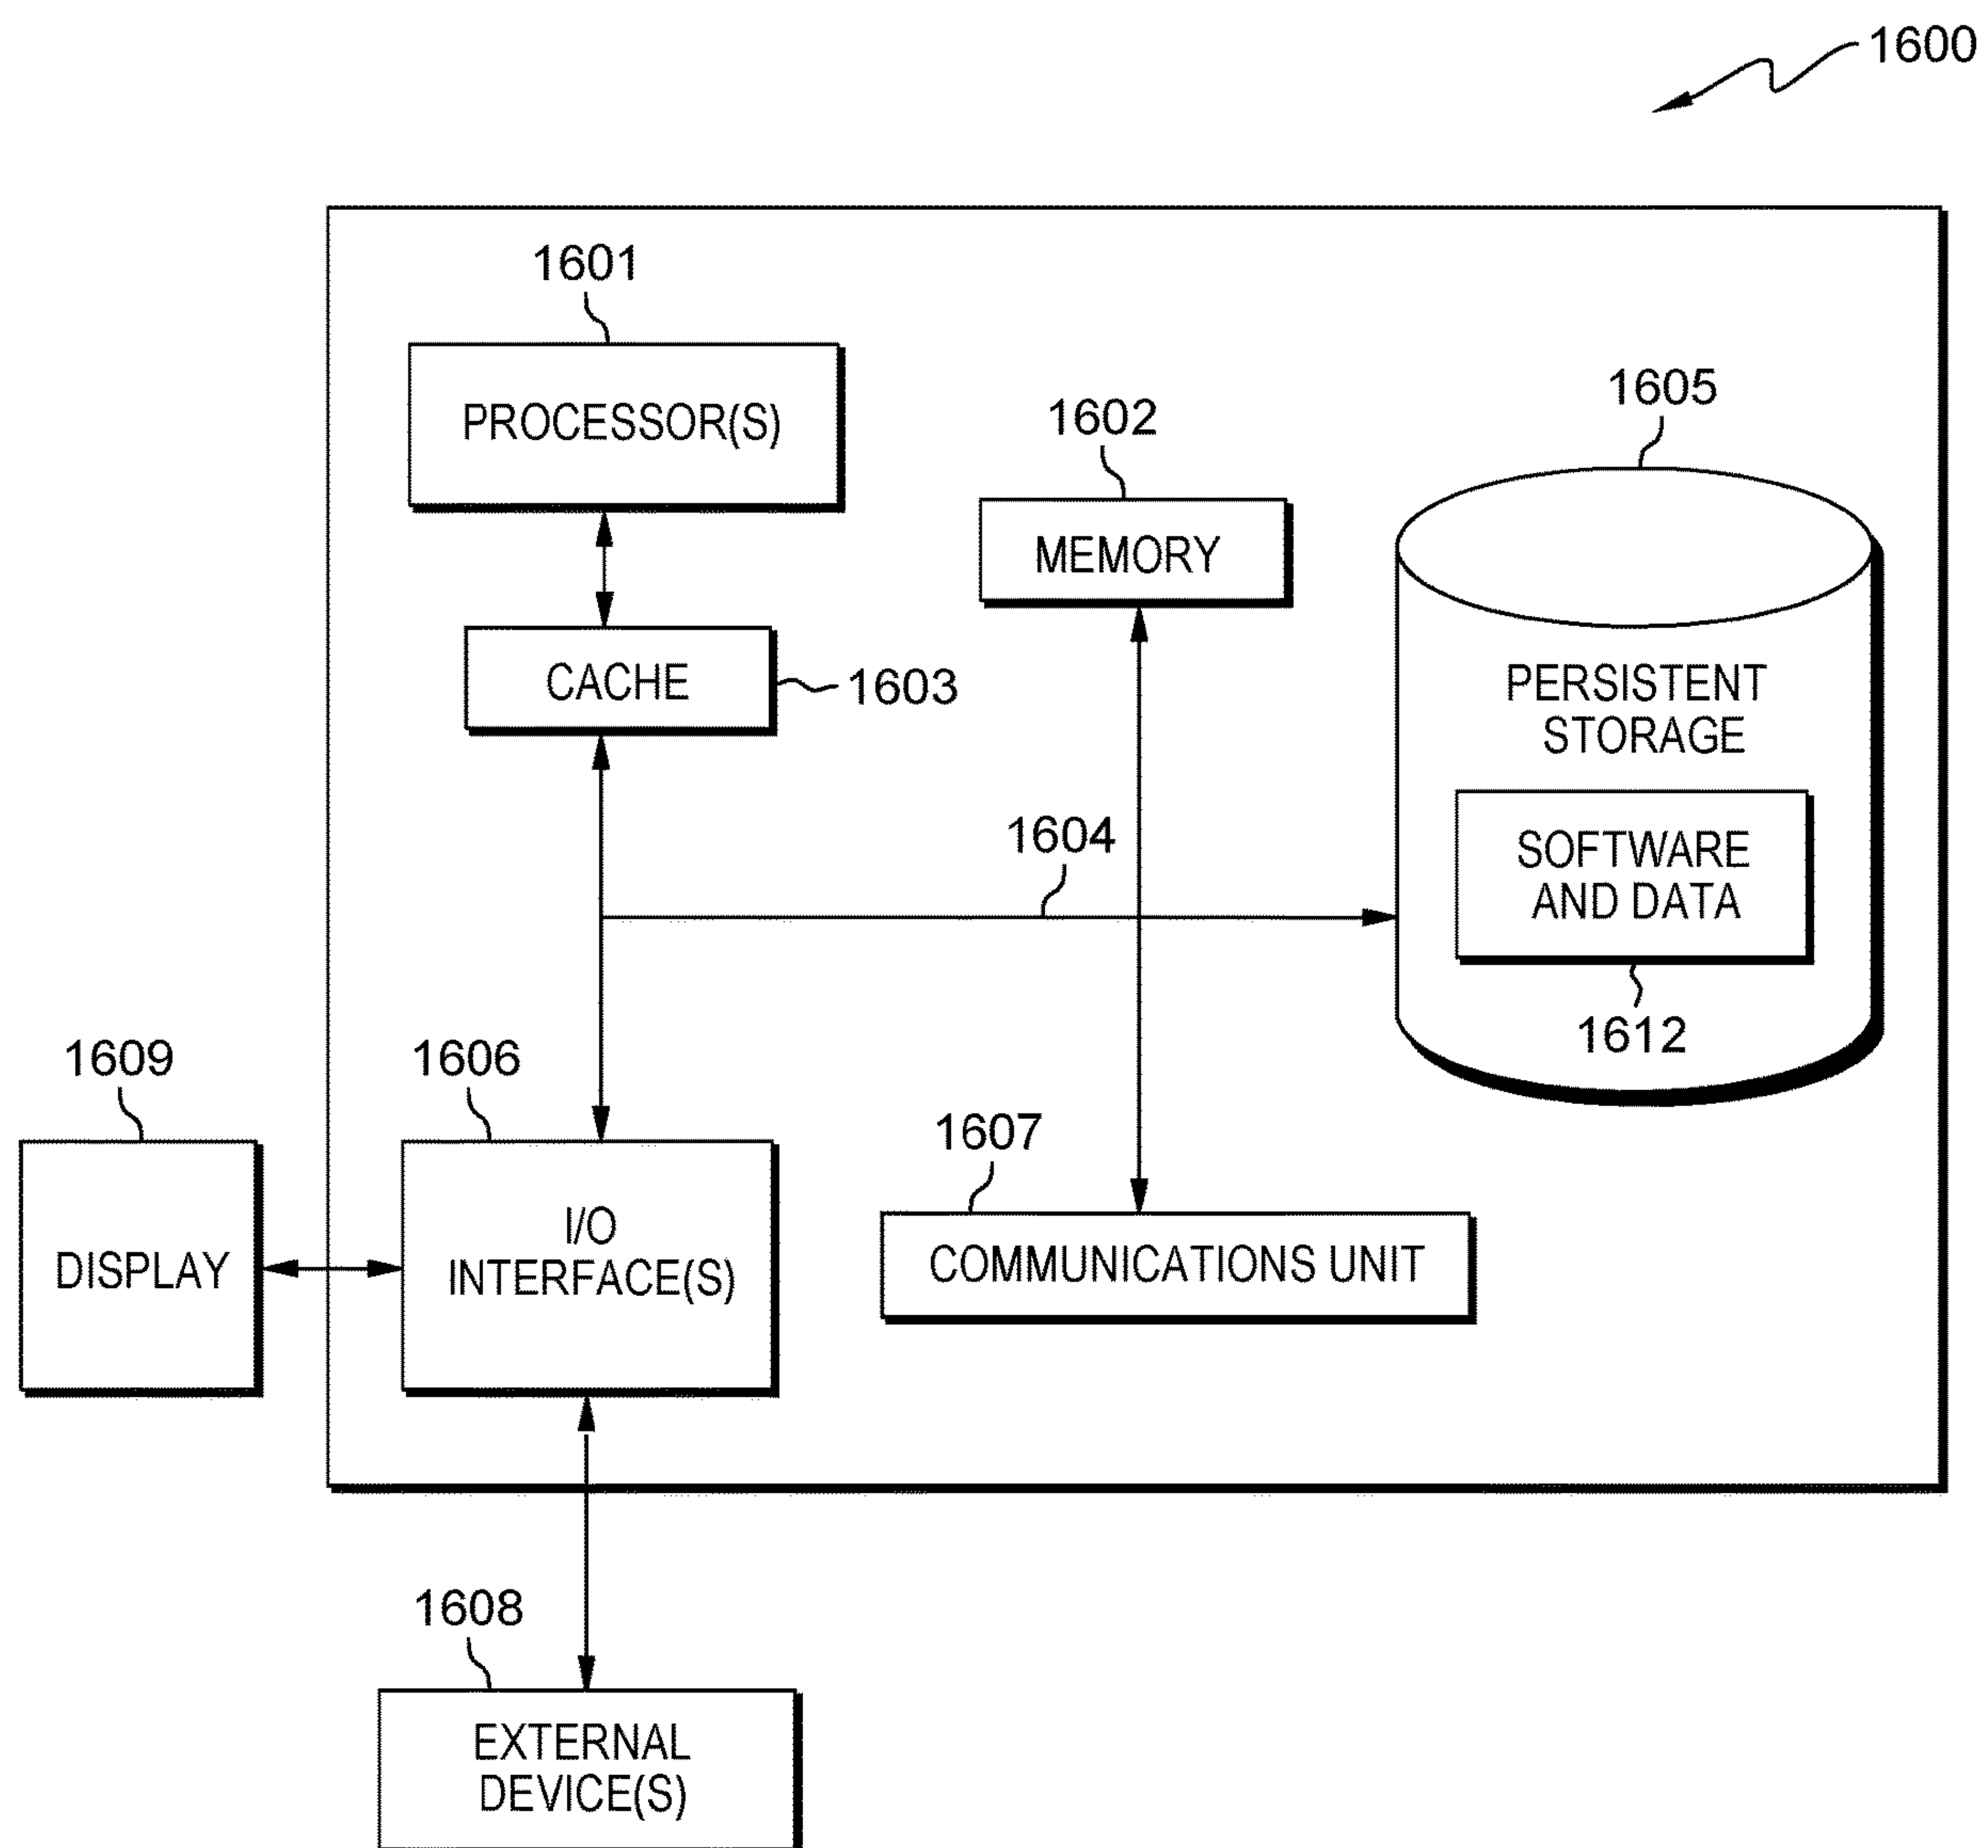 1600
1601
PROCESSOR(S)
1602
MEMORY
1605
CACHE
1603
PERSISTENT
STORAGE
1604
SOFTWARE
AND DATA
1612
1609
DISPLAY
1606
I/O
INTERFACE(S)
1607
COMMUNICATIONS UNIT
1608
EXTERNAL
DEVICE(S)